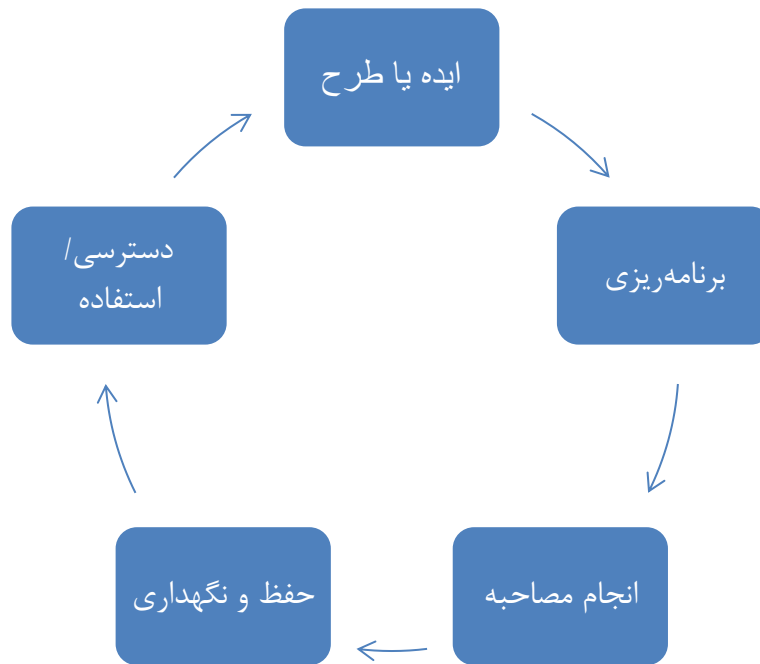 ایده یا طرح
برنامه‌ریزی
انجام مصاحبه
حفظ و نگهداری
دسترسی/
استفاده